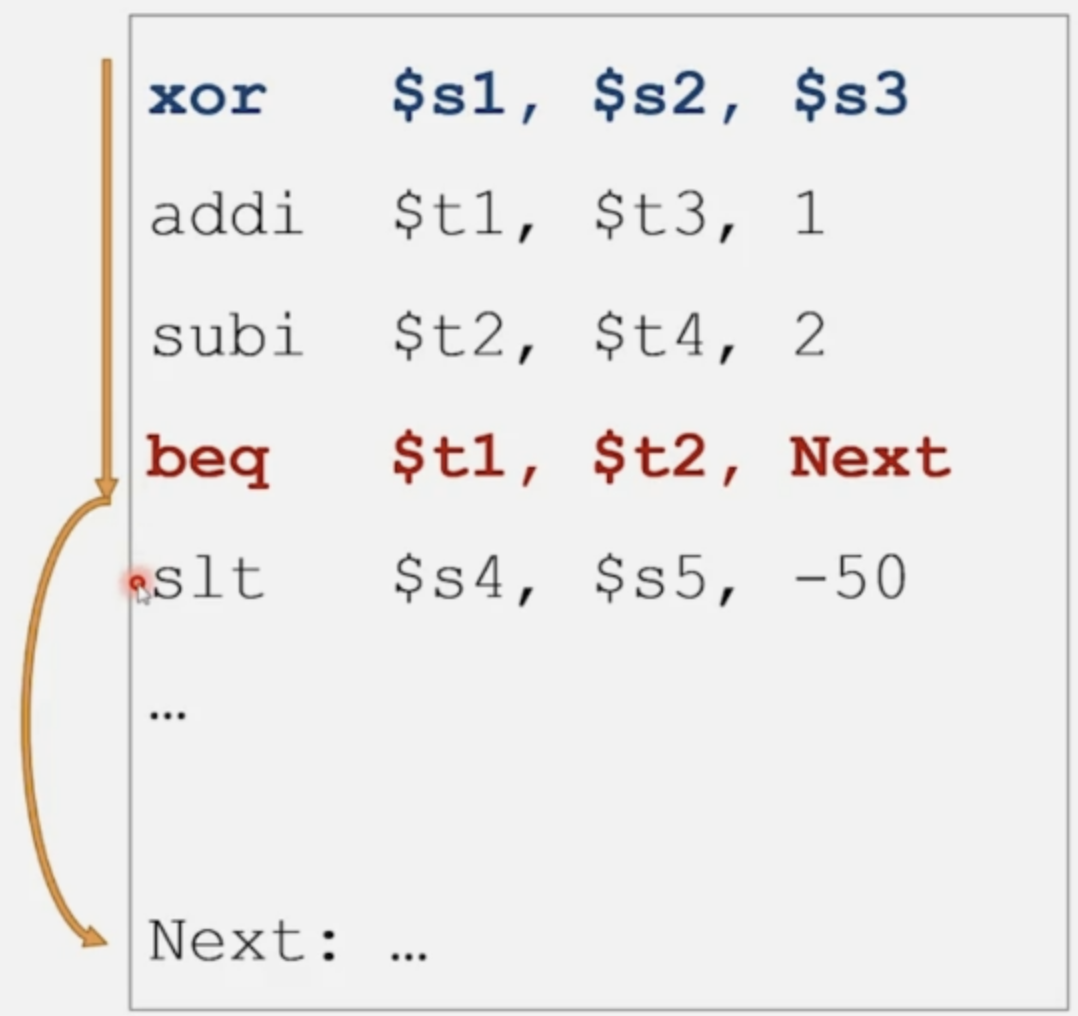 xor $s1, $s2, $s3
addi $t1, $t3, 1
subi $t2, $t4, 2
beq $t1, $t2, Next
slt $s4, $s5, -50
…
Next: …